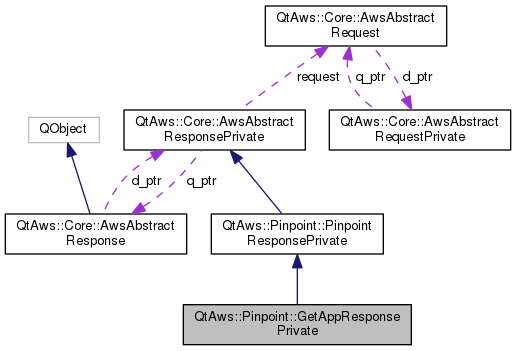 QtAws::Core::AwsAbstract
Request
request
q_ptr
d_ptr
QObject
QtAws::Core::AwsAbstract
ResponsePrivate
QtAws::Core::AwsAbstract
RequestPrivate
d_ptr
q_ptr
QtAws::Core::AwsAbstract
Response
QtAws::Pinpoint::Pinpoint
ResponsePrivate
QtAws::Pinpoint::GetAppResponse
Private